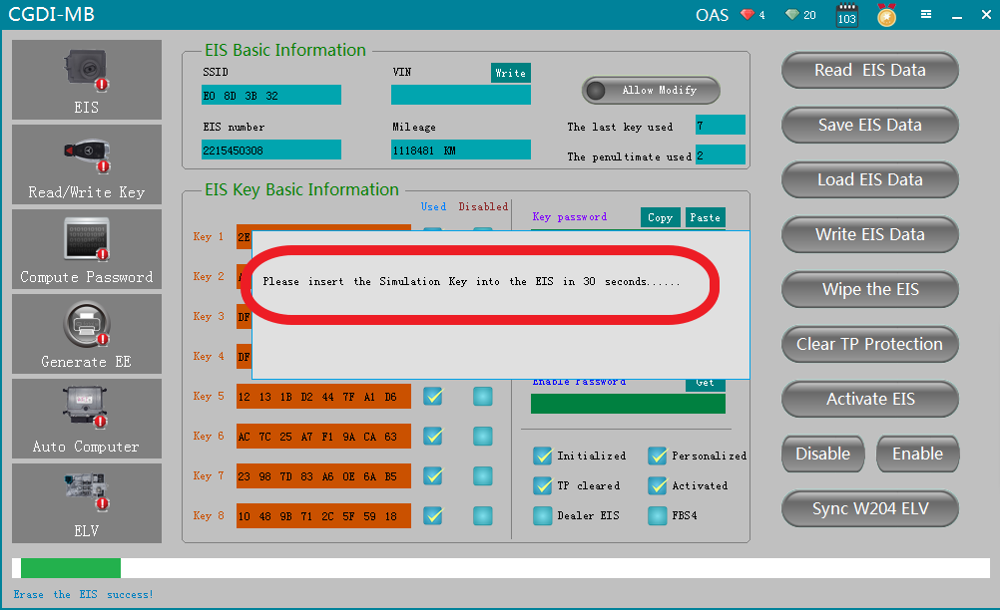 CGDI-MB
OAS 4 20 103
EIS
Read/Write Key
Compute Password
Generate EE
Auto Computer
ELV
EIS Basic Information
SSID
VIN
Write
E0 8D 3B 32
EIS number
Mileage
2215450308
1118481 KM
Allow Modify
The last key used 7
The penultimate used 2
EIS Key Basic Information
Used Disabled
Key password Copy Paste
Key 1 2E
Key 2
Key 3 DF
Key 4 DF
Please insert the Simulation Key into the EIS in 30 seconds......
Enable Password Get
Key 5 12 13 1B D2 44 7F A1 D6
Key 6 AC 7C 25 A7 F1 9A CA 63
Key 7 23 98 7D 83 A6 0E 6A B5
Key 8 10 48 9B 71 2C 5F 59 18
Initialized Personalized
TP cleared Activated
Dealer EIS FBS4
Read EIS Data
Save EIS Data
Load EIS Data
Write EIS Data
Wipe the EIS
Clear TP Protection
Activate EIS
Disable Enable
Sync W204 ELV
Erase the EIS success!